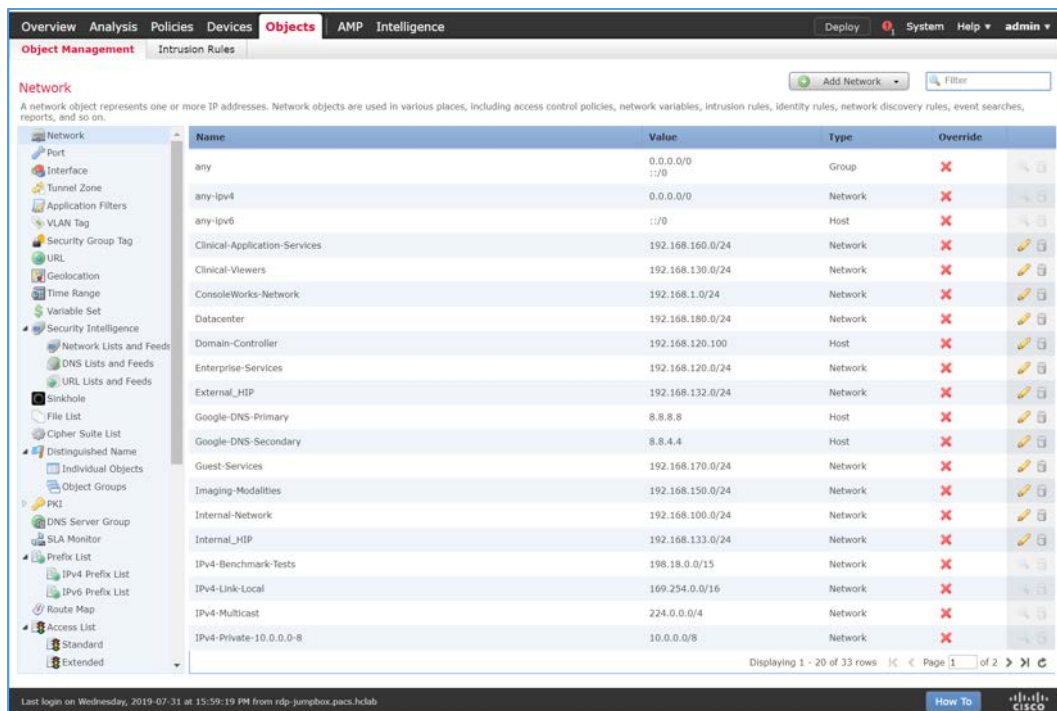 Overview Analysis Policies Devices Objects AMP Intelligence Deploy System Help admin
Object Management Intrusion Rules
Network
Add Network
Filter
A network object represents one or more IP addresses. Network objects are used in various places, including access control policies, network variables, intrusion rules, identity rules, network discovery rules, event searches,
reports, and so on.
Network
Port
Interface
Tunnel Zone
Application Filters
VLAN Tag
Security Group Tag
URL
Geolocation
Time Range
Variable Set
Security Intelligence
Network Lists and Feeds
DNS Lists and Feeds
URL Lists and Feeds
Sinkhole
File List
Cipher Suite List
Distinguished Name
Individual Objects
Object Groups
PKI
DNS Server Group
SLA Monitor
Prefix List
IPv4 Prefix List
IPv6 Prefix List
Route Map
Access List
Standard
Extended
Name Value Type Override
any 0.0.0.0/0 Group
::/0
any-ipv4 0.0.0.0/0 Network
any-ipv6 ::/0 Host
Clinical-Application-Services 192.168.160.0/24 Network
Clinical-Viewers 192.168.130.0/24 Network
ConsoleWorks-Network 192.168.1.0/24 Network
Datacenter 192.168.180.0/24 Network
Domain-Controller 192.168.120.100 Host
Enterprise-Services 192.168.120.0/24 Network
External_HIP 192.168.132.0/24 Network
Google-DNS-Primary 8.8.8.8 Host
Google-DNS-Secondary 8.8.4.4 Host
Guest-Services 192.168.170.0/24 Network
Imaging-Modalities 192.168.150.0/24 Network
Internal-Network 192.168.100.0/24 Network
Internal_HIP 192.168.133.0/24 Network
IPv4-Benchmark-Tests 198.18.0.0/15 Network
IPv4-Link-Local 169.254.0.0/16 Network
IPv4-Multicast 224.0.0.0/4 Network
IPv4-Private-10.0.0.0-8 10.0.0.0/8 Network
Displaying 1 - 20 of 33 rows Page 1 of 2
Last login on Wednesday, 2019-07-31 at 15:59:19 PM from rdp-jumpbox.pacs.hclab How To CISCO